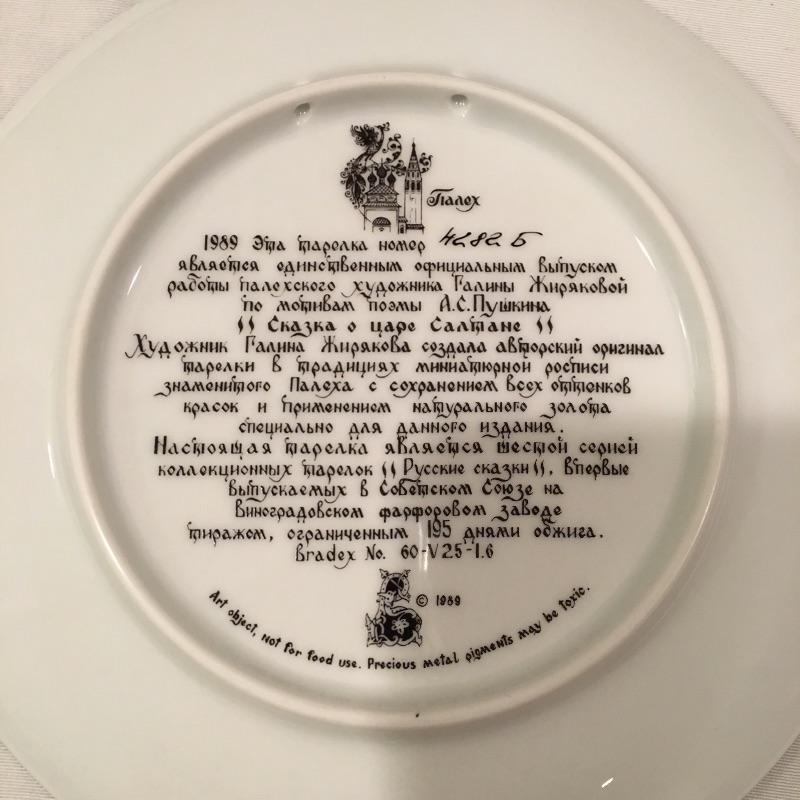 Палех
1989 Эта тарелка номер 4282 Б
является единственным официальным выпуском
работы палехского художника Галины Жиряковой
по мотивам поэмы А.С.Пушкина
"Сказка о царе Салтане"
Художник Галина Жирякова создала авторский оригинал
тарелки в традициях миниатюрной росписи
знаменитого Палеха с сохранением всех оттенков
красок и применением натурального золота
специально для данного издания.
Настоящая тарелка является шестой серией
коллекционных тарелок "Русские сказки", впервые
выпускаемых в Советском Союзе на
Виноградовском фарфоровом заводе
тиражом, ограниченным 195 днями обжига.
Bradex No. 60-V25-1.6
© 1989
Art object, not for food use. Precious metal pigments may be toxic.